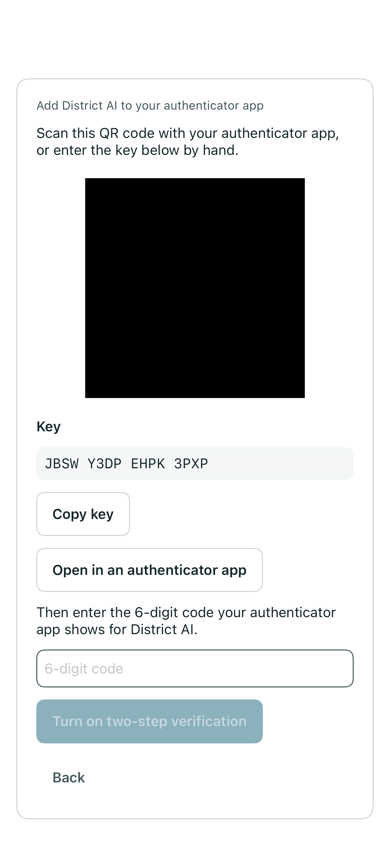 Add District AI to your authenticator app
Scan this QR code with your authenticator app,
or enter the key below by hand.
Key
JBSW Y3DP EHPK 3PXP
Copy key
Open in an authenticator app
Then enter the 6-digit code your authenticator
app shows for District AI.
6-digit code
Turn on two-step verification
Back